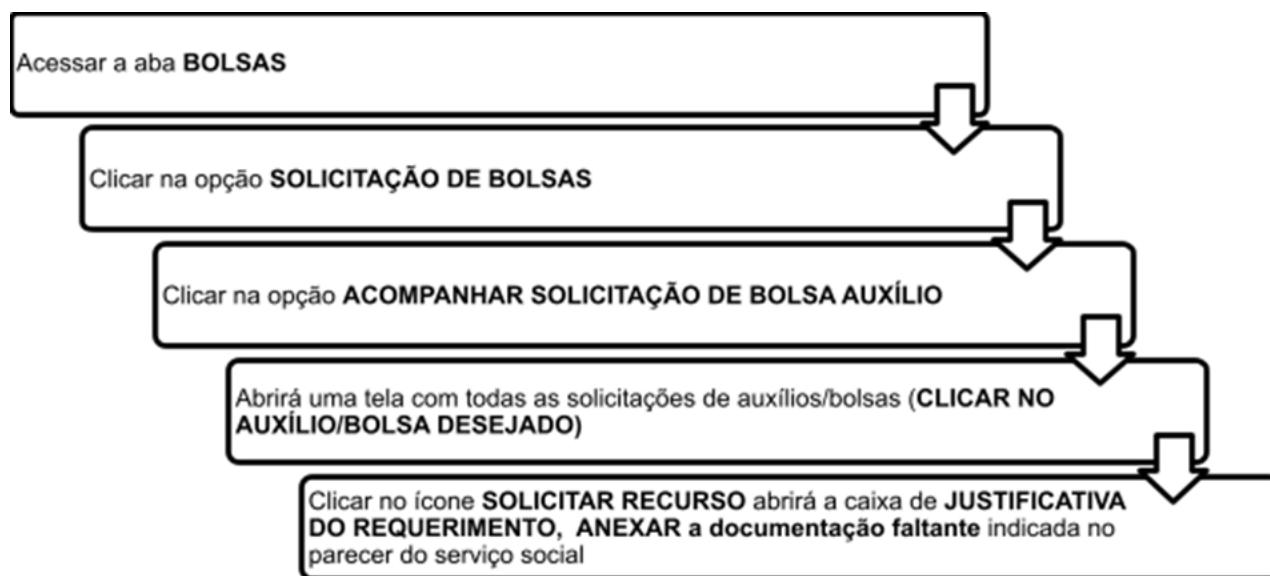 Acessar a aba BOLSAS
Clicar na opção SOLICITAÇÃO DE BOLSAS
Clicar na opção ACOMPANHAR SOLICITAÇÃO DE BOLSA AUXÍLIO
Abrirá uma tela com todas as solicitações de auxílios/bolsas (CLICAR NO
AUXÍLIO/BOLSA DESEJADO)
Clicar no ícone SOLICITAR RECURSO abrirá a caixa de JUSTIFICATIVA
DO REQUERIMENTO, ANEXAR a documentação faltante indicada no
parecer do serviço social